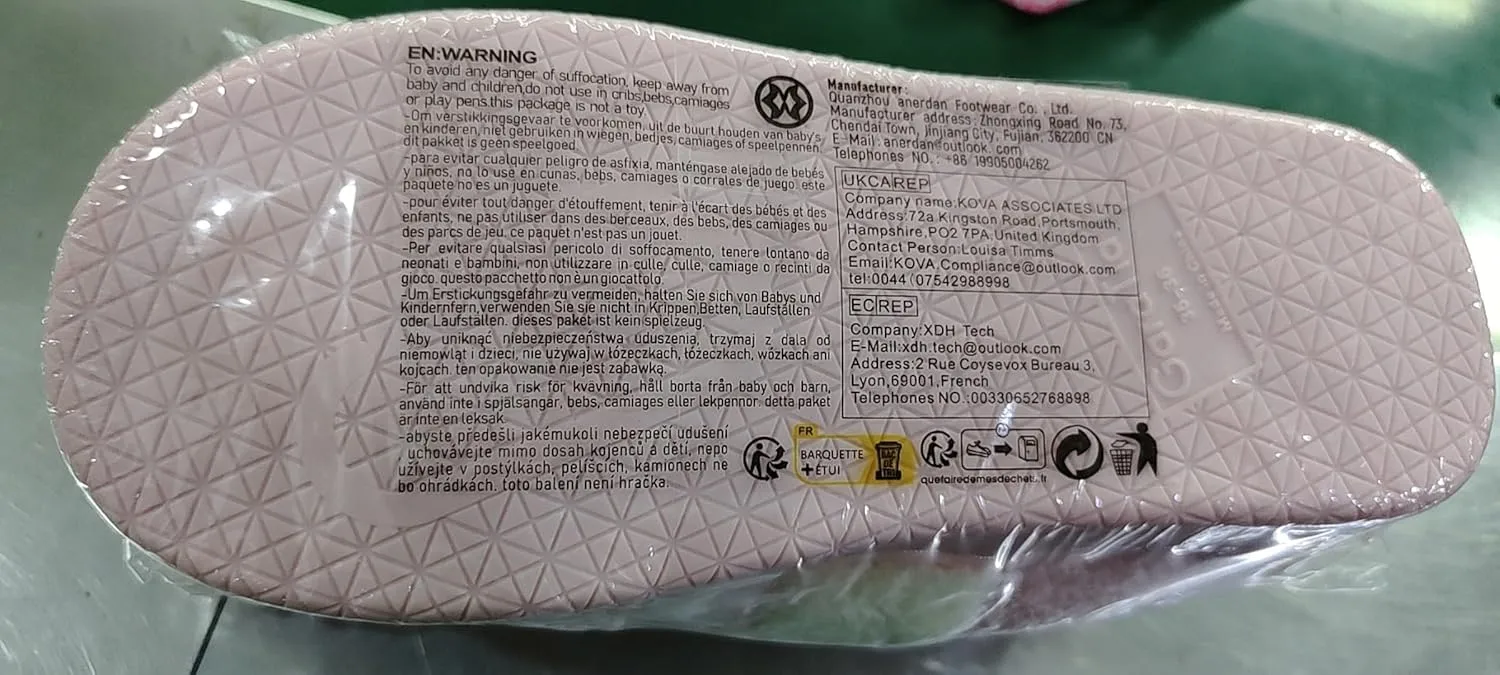 EN:WARNING
To avoid any danger of suffocation, keep away from
baby and children,do not use in cribs,bebs,camiages
or play pens.this package is not a toy.
-Om verstikkingsgevaar te voorkomen, uit de buurt houden van baby's
en kinderen, niet gebruiken in wiegen, bedjes, camiages of speelpennen.
dit pakket is geen speelgoed.
-para evitar cualquier peligro de asfixia, manténgase alejado de bebés
y niños, no lo use en cunas, bebs, camiages o corrales de juego. este
paquete no es un juguete.
-pour éviter tout danger d'étouffement, tenir à l'écart des bébés et des
enfants, ne pas utiliser dans des berceaux, des bebs, des camiages ou
des parcs de jeu. ce paquet n'est pas un jouet.
-Per evitare qualsiasi pericolo di soffocamento, tenere lontano da
neonati e bambini, non utilizzare in culle, culle, camiage o recinti da
gioco. questo pacchetto non è un giocattolo.
-Um Erstickungsgefahr zu vermeiden, halten Sie sich von Babys und
Kindernfern,verwenden Sie sie nicht in Krippen,Betten, Laufställen
oder Laufställen. dieses paket ist kein spielzeug.
-Aby uniknąć niebezpieczeństwa uduszenia, trzymaj z dala od
niemowląt i dzieci, nie używaj w łóżeczkach, łóżeczkach, wózkach ani
kojcach. ten opakowanie nie jest zabawką.
-För att undvika risk för kvävning, håll borta från baby och barn,
använd inte i spjälsängar, bebs, camiages eller lekpennor. detta paket
är inte en leksak.
-abyste předešli jakémukoli nebezpečí udušení
, uchovávejte mimo dosah kojenců a dětí, nepo
užívejte v postýlkách, pelíšcích, kamionech ne
bo ohrádkách. toto balení není hračka.
Manufacturer:
Quanzhou anerdan Footwear Co. , Ltd.
Manufacturer address: Zhongxing Road No. 73,
Chendai Town, Jinjiang City, Fujian, 362200 CN
E-Mail: anerdan@outlook. com
Telephones NO.: +86 19905004262
UKCA REP
Company name:KOVA ASSOCIATES LTD
Address:72a Kingston Road,Portsmouth,
Hampshire,PO2 7PA,United Kingdom
Contact Person:Louisa Timms
Email:KOVA.Compliance@outlook.com
tel:0044 (07542988998
EC REP
Company:XDH Tech
E-Mail:xdh.tech@outlook.com
Address:2 Rue Coysevox Bureau 3,
Lyon,69001,French
Telephones NO.:00330652768898
FR
BARQUETTE
+ÉTUI
BAC
DE
TRI
quefairedemesdechets.fr